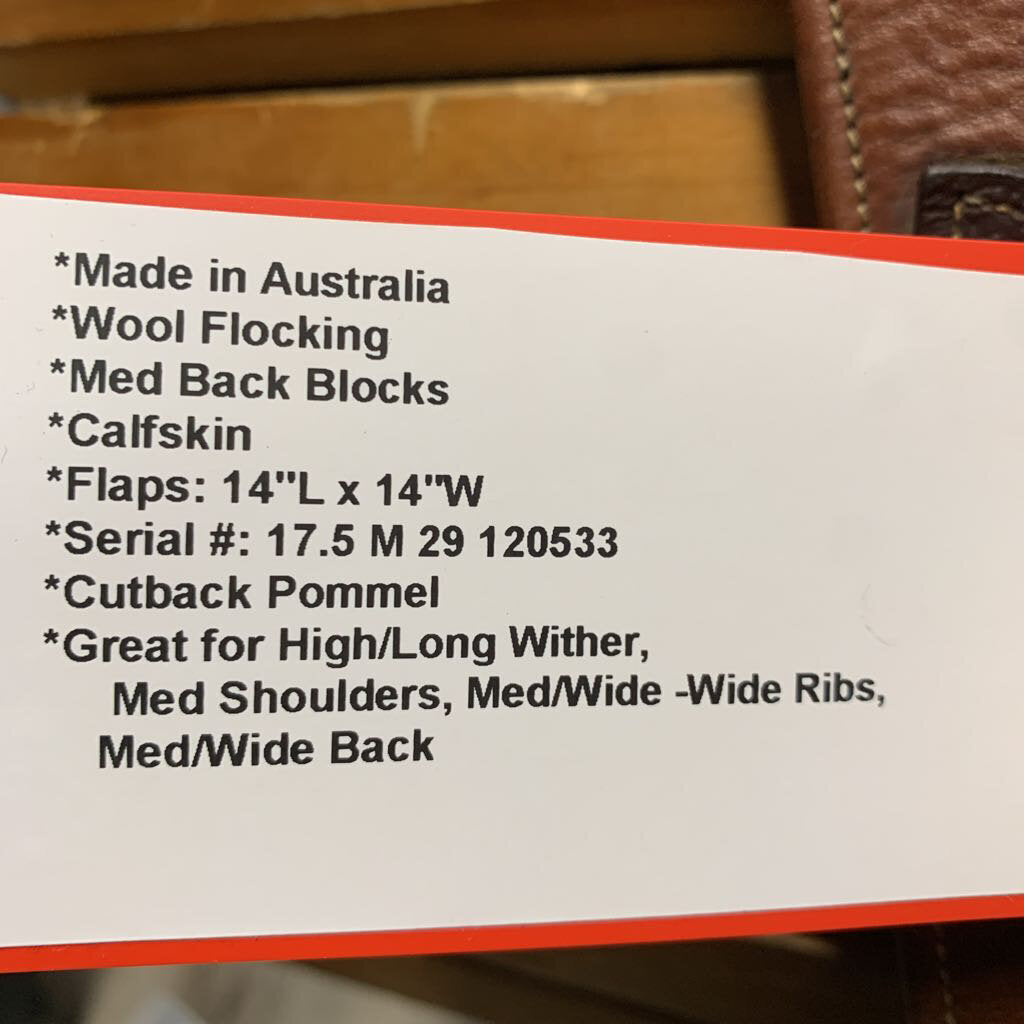 *Made in Australia
*Wool Flocking
*Med Back Blocks
*Calfskin
*Flaps: 14"L x 14"W
*Serial #: 17.5 M 29 120533
*Cutback Pommel
*Great for High/Long Wither,
Med Shoulders, Med/Wide -Wide Ribs,
Med/Wide Back